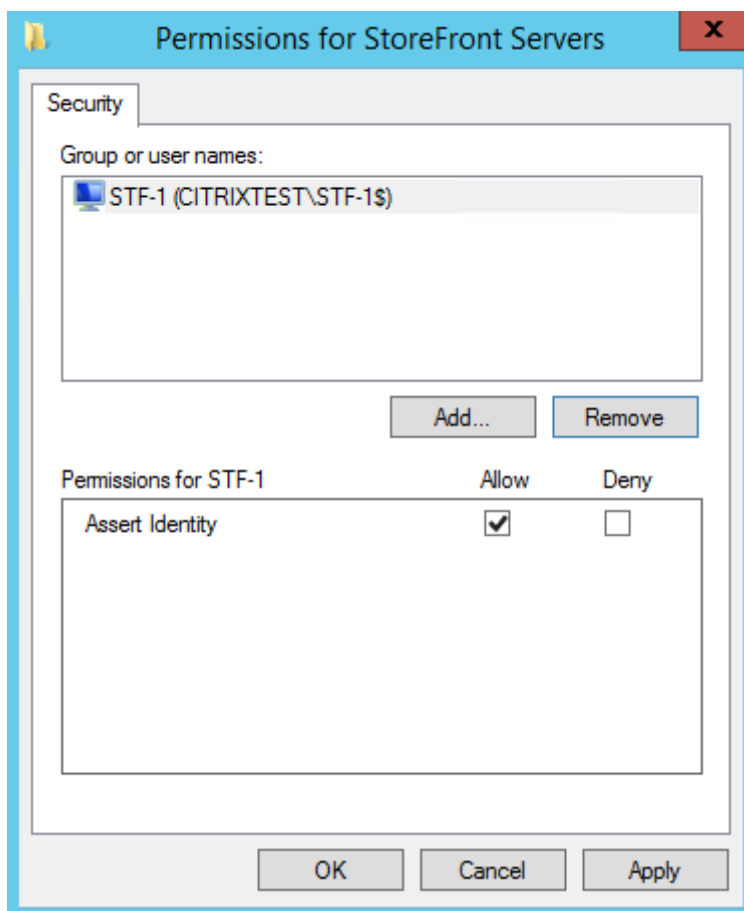 Permissions for StoreFront Servers
x
Security
Group or user names:
STF-1 (CITRIXTEST\STF-1$)
Add... Remove
Permissions for STF-1 Allow Deny
Assert Identity
OK Cancel Apply